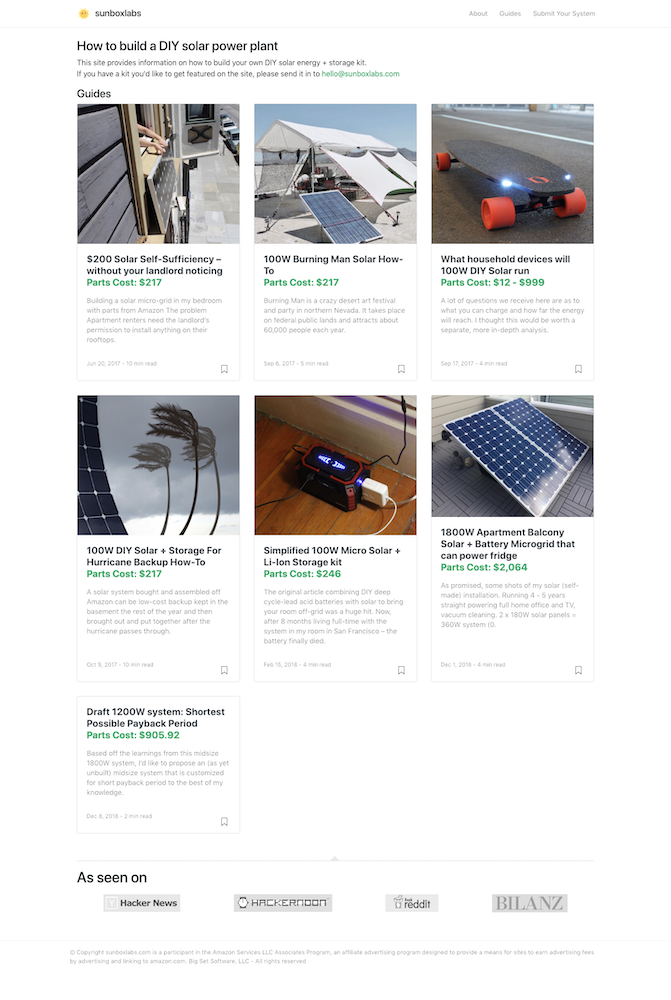 sunboxlabs
About Guides Submit Your System
How to build a DIY solar power plant
This site provides information on how to build your own DIY solar energy + storage kit.
If you have a kit you'd like to get featured on the site, please send it in to hello@sunboxlabs.com
Guides
$200 Solar Self-Sufficiency –
without your landlord noticing
Parts Cost: $217
Building a solar micro-grid in my bedroom
with parts from Amazon The problem
Apartment renters need the landlord's
permission to install anything on their
rooftops.
Jun 20, 2017 - 10 min read
100W Burning Man Solar How-
To
Parts Cost: $217
Burning Man is a crazy desert art festival
and party in northern Nevada. It takes place
on federal public lands and attracts about
60,000 people each year.
Sep 6, 2017 - 5 min read
What household devices will
100W DIY Solar run
Parts Cost: $12 - $999
A lot of questions we receive here are as to
what you can charge and how far the energy
will reach. I thought this would be worth a
separate, more in-depth analysis.
Sep 17, 2017 - 4 min read
100W DIY Solar + Storage For
Hurricane Backup How-To
Parts Cost: $217
A solar system bought and assembled off
Amazon can be low-cost backup kept in the
basement the rest of the year and then
brought out and put together after the
hurricane passes through.
Oct 9, 2017 - 10 min read
Simplified 100W Micro Solar +
Li-Ion Storage kit
Parts Cost: $246
The original article combining DIY deep
cycle-lead acid batteries with solar to bring
your room off-grid was a huge hit. Now,
after 8 months living full-time with the
system in my room in San Francisco – the
battery finally died.
Feb 15, 2018 - 4 min read
1800W Apartment Balcony
Solar + Battery Microgrid that
can power fridge
Parts Cost: $2,064
As promised, some shots of my solar (self-
made) installation. Running 4 - 5 years
straight powering full home office and TV,
vacuum cleaning. 2 x 180W solar panels =
360W system (0.
Dec 1, 2018 - 4 min read
Draft 1200W system: Shortest
Possible Payback Period
Parts Cost: $905.92
Based off the learnings from this midsize
1800W system, I'd like to propose an (as yet
unbuilt) midsize system that is customized
for short payback period to the best of my
knowledge.
Dec 8, 2018 - 2 min read
As seen on
Y Hacker News
HACKERNOON
reddit
BILANZ
© Copyright sunboxlabs.com is a participant in the Amazon Services LLC Associates Program, an affiliate advertising program designed to provide a means for sites to earn advertising fees
by advertising and linking to amazon.com. Big Set Software, LLC - All rights reserved